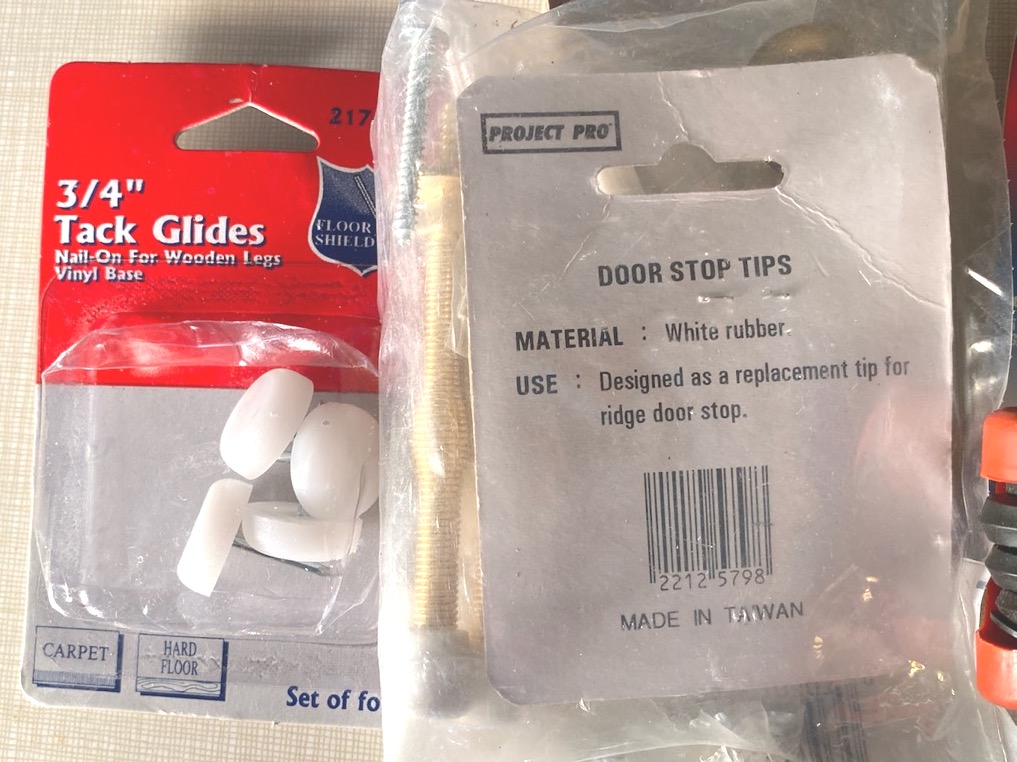 217
3/4"
Tack Glides
Nail-On For Wooden Legs
Vinyl Base
FLOOR
SHIELD
CARPET
HARD
FLOOR
Set of fo
PROJECT PRO
DOOR STOP TIPS
MATERIAL : White rubber.
USE : Designed as a replacement tip for
ridge door stop.
2212 5798
MADE IN TAIWAN